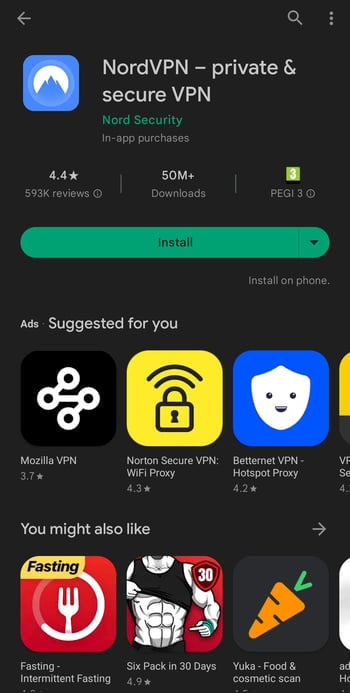 NordVPN – private &
secure VPN
Nord Security
In-app purchases
4.4★
50M+
3
593K reviews
Downloads
PEGI 3
Install
Install on phone.
Ads · Suggested for you
Mozilla VPN
3.7★
Norton Secure VPN:
WiFi Proxy
4.3★
Betternet VPN -
Hotspot Proxy
4.2★
VP
Se
4.
You might also like
Fasting
30
Fasting -
Intermittent Fasting
Six Pack in 30 Days
4.9★
Yuka - Food &
cosmetic scan
ad
Ho